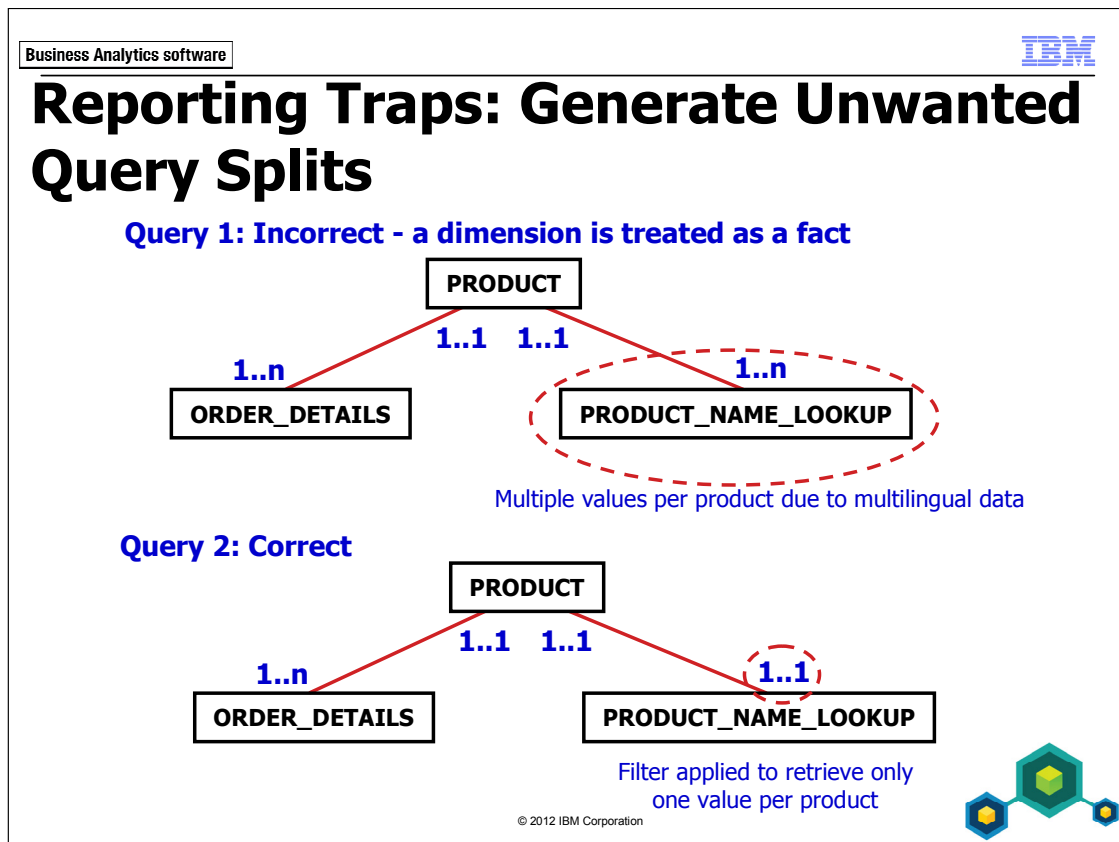 Business Analytics software
IBM
Reporting Traps: Generate Unwanted
Query Splits
Query 1: Incorrect - a dimension is treated as a fact
PRODUCT
1..1 1..1
1..n 1..n
ORDER_DETAILS PRODUCT_NAME_LOOKUP
Multiple values per product due to multilingual data
Query 2: Correct
PRODUCT
1..1 1..1
1..n 1..1
ORDER_DETAILS PRODUCT_NAME_LOOKUP
Filter applied to retrieve only
one value per product
© 2012 IBM Corporation